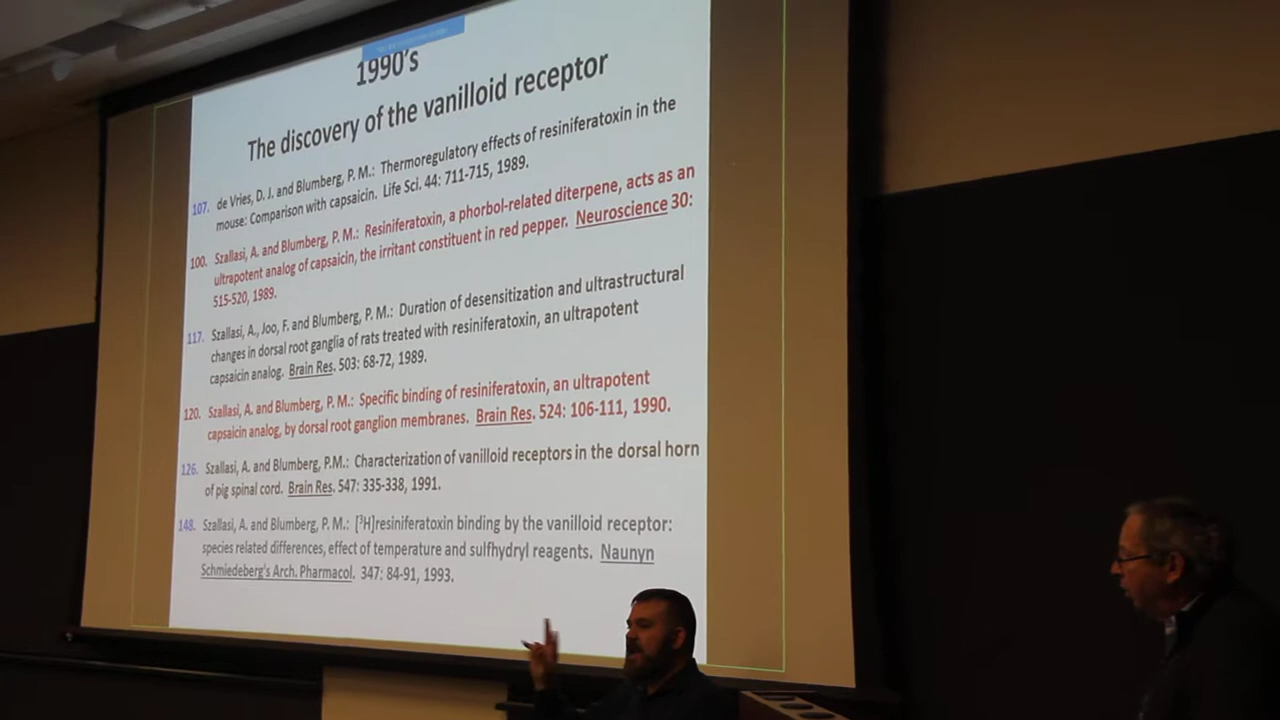 1990's
The discovery of the vanilloid receptor
107. de Vries, D. J. and Blumberg, P. M.: Thermoregulatory effects of resiniferatoxin in the
mouse: Comparison with capsaicin. Life Sci. 44: 711-715, 1989.
100. Szallasi, A. and Blumberg, P. M.: Resiniferatoxin, a phorbol-related diterpene, acts as an
ultrapotent analog of capsaicin, the irritant constituent in red pepper. Neuroscience 30:
515-520, 1989.
117. Szallasi, A., Joo, F. and Blumberg, P. M.: Duration of desensitization and ultrastructural
changes in dorsal root ganglia of rats treated with resiniferatoxin, an ultrapotent
capsaicin analog. Brain Res. 503: 68-72, 1989.
120. Szallasi, A. and Blumberg, P. M.: Specific binding of resiniferatoxin, an ultrapotent
capsaicin analog, by dorsal root ganglion membranes. Brain Res. 524: 106-111, 1990.
126. Szallasi, A. and Blumberg, P.M.: Characterization of vanilloid receptors in the dorsal horn
of pig spinal cord. Brain Res. 547: 335-338, 1991.
148. Szallasi, A. and Blumberg, P. M.: [³H]resiniferatoxin binding by the vanilloid receptor:
species related differences, effect of temperature and sulfhydryl reagents. Naunyn
Schmiedeberg's Arch. Pharmacol. 347: 84-91, 1993.